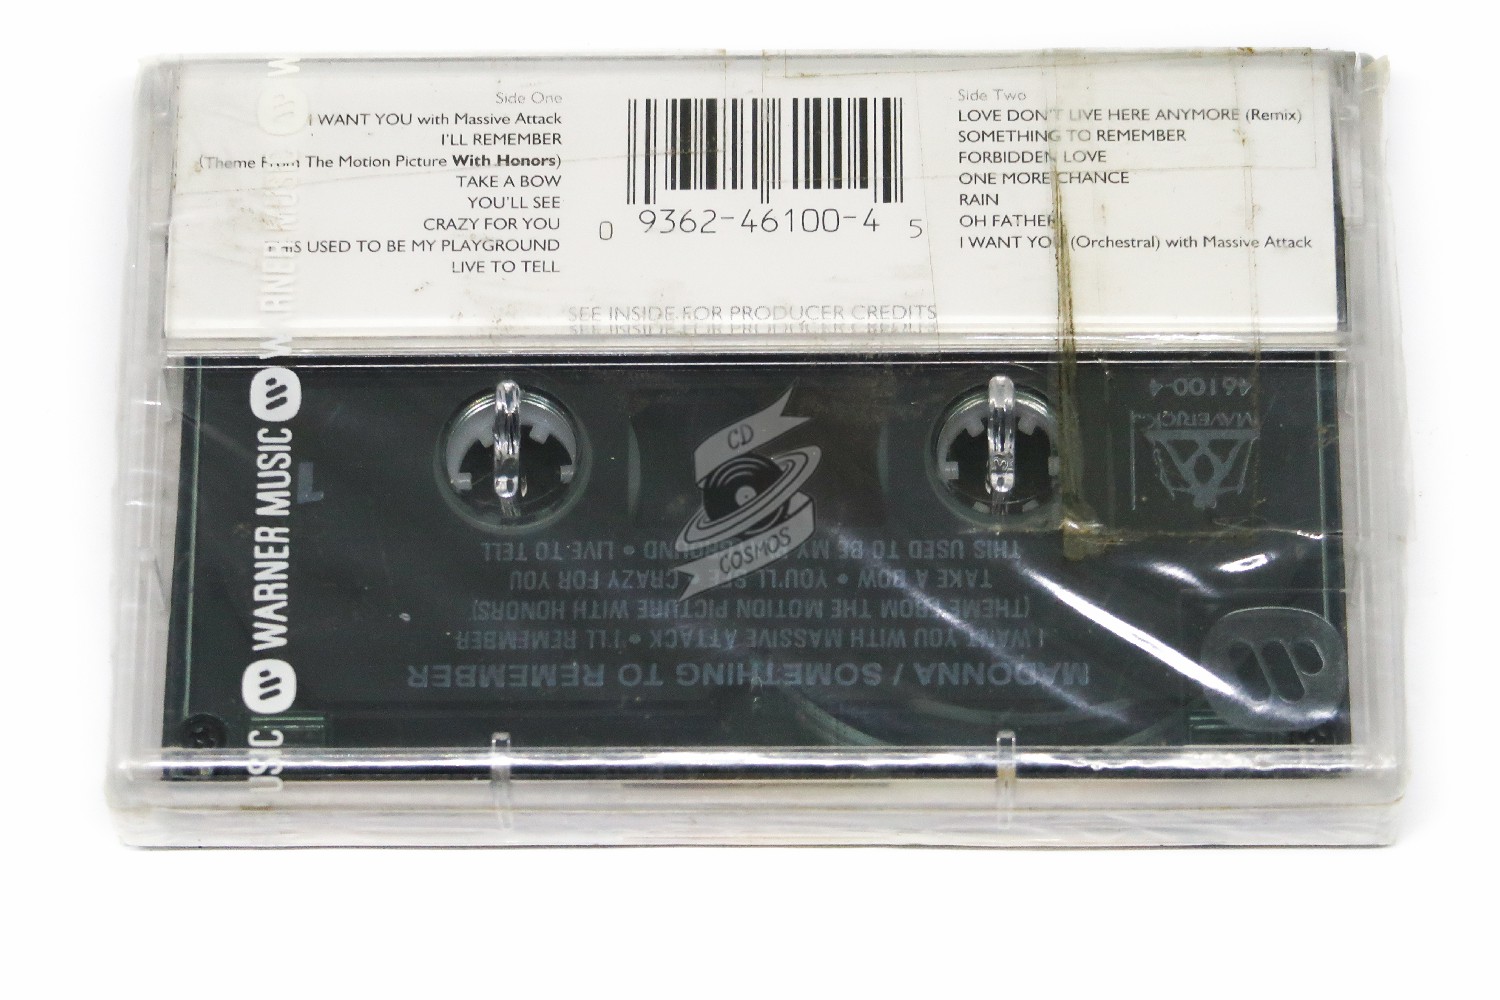 Side One
I WANT YOU with Massive Attack
I'LL REMEMBER
(Theme From The Motion Picture With Honors)
TAKE A BOW
YOU'LL SEE
CRAZY FOR YOU
THIS USED TO BE MY PLAYGROUND
LIVE TO TELL
0 9362-46100-4 5
SEE INSIDE FOR PRODUCER CREDITS
Side Two
LOVE DON'T LIVE HERE ANYMORE (Remix)
SOMETHING TO REMEMBER
FORBIDDEN LOVE
ONE MORE CHANCE
RAIN
OH FATHER
I WANT YOU (Orchestral) with Massive Attack
WARNER MUSIC
WARNER MUSIC
USIC
46100-4
MAVERICK
L
CD
COSMOS
MADONNA / SOMETHING TO REMEMBER
I WANT YOU WITH MASSIVE ATTACK • I'LL REMEMBER
(THEME FROM THE MOTION PICTURE WITH HONORS)
TAKE A BOW • YOU'LL SEE • CRAZY FOR YOU
THIS USED TO BE MY PLAYGROUND • LIVE TO TELL